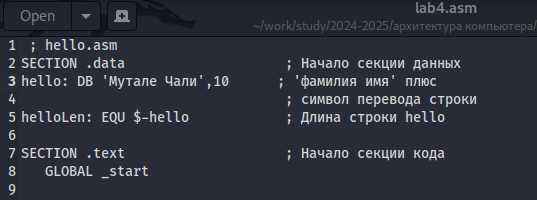 Open
lab4.asm
~/work/study/2024-2025/архитектура компьютера/
1 ; hello.asm
2 SECTION .data ; Начало секции данных
3 hello: DB 'Мутале Чали',10 ; 'фамилия имя' плюс
4 ; символ перевода строки
5 helloLen: EQU $-hello ; Длина строки hello
6
7 SECTION .text ; Начало секции кода
8 GLOBAL _start
9